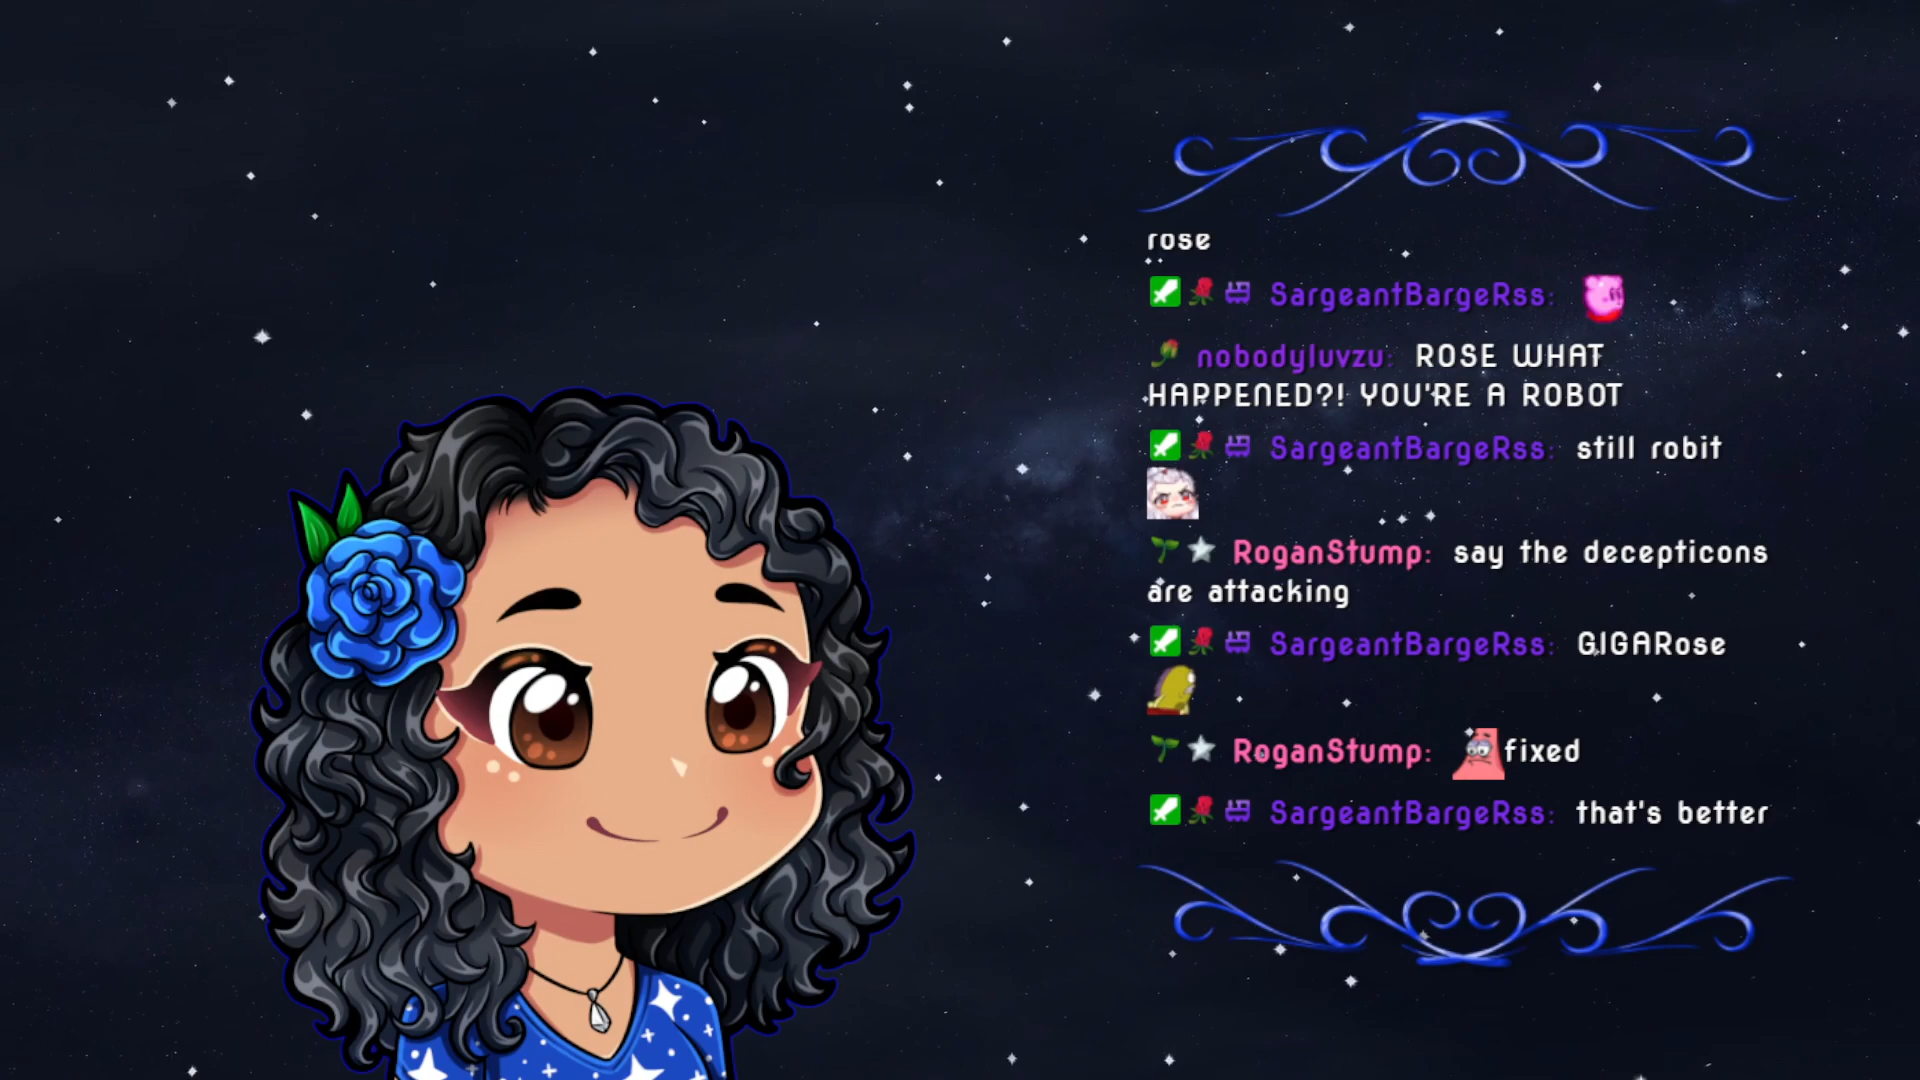 rose
SargeantBargeRss:
nobodyluvzu: ROSE WHAT
HAPPENED?! YOU'RE A ROBOT
SargeantBargeRss: still robit
RoganStump: say the decepticons
are attacking
SargeantBargeRss: GIGARose
RoganStump: fixed
SargeantBargeRss: that's better